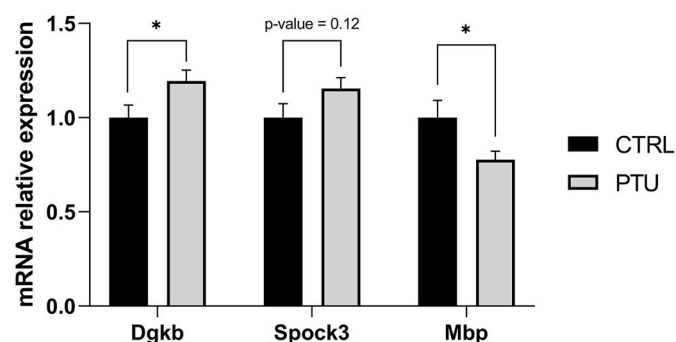 mRNA relative expression
1.5
1.0
0.5
0.0
*
p-value = 0.12
*
Dgkb
Spock3
Mbp
CTRL
PTU